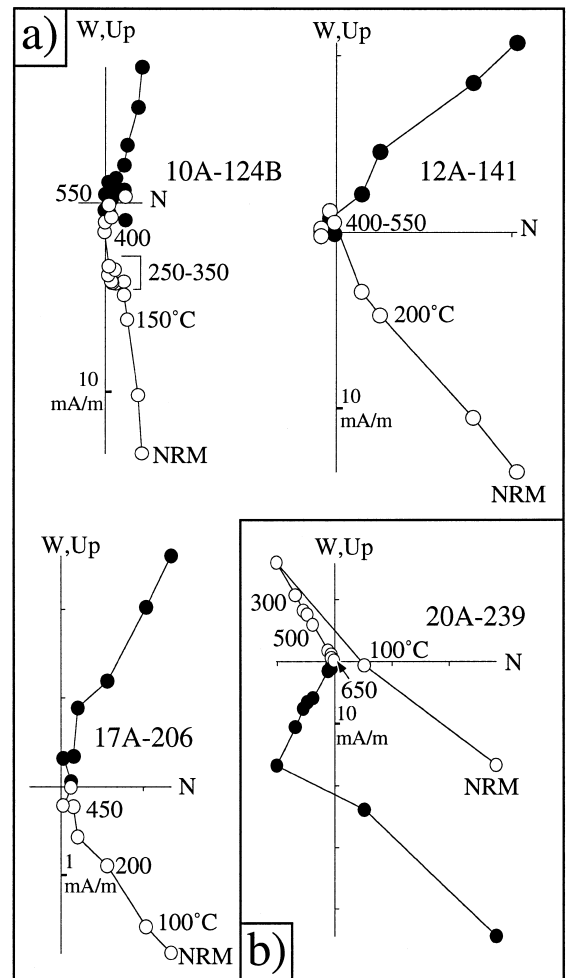 a)
W,Up
10A-124B
550
N
400
250-350
150°C
10
mA/m
NRM
W,Up
12A-141
400-550
N
200°C
10
mA/m
NRM
W,Up
17A-206
N
450
200
1
mA/m
100°C
NRM
b)
W,Up
300
20A-239
500
100°C
N
650
10
mA/m
NRM